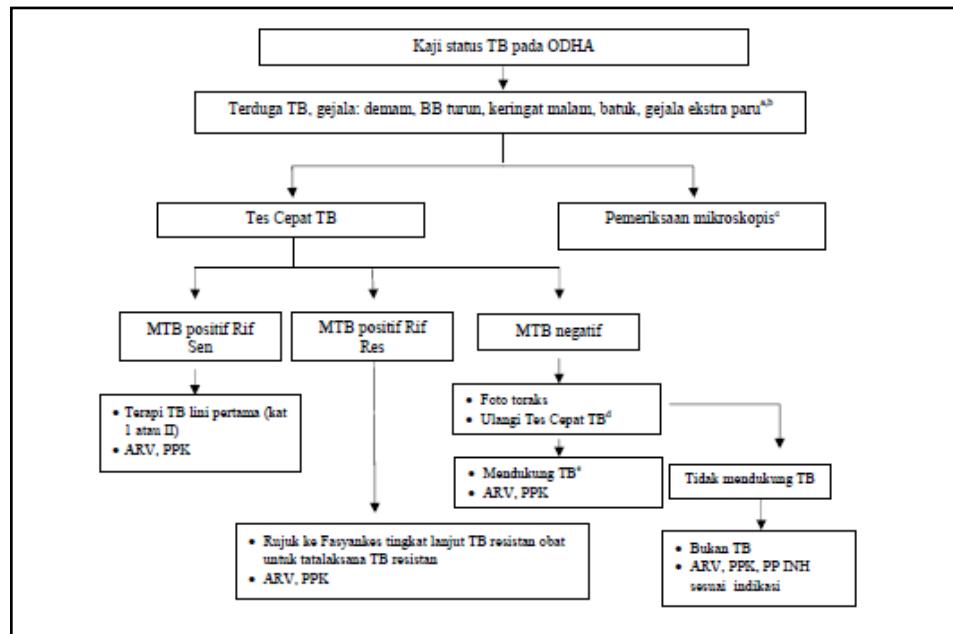 Kaji status TB pada ODHA
Terduga TB, gejala: demam, BB turun, keringat malam, batuk, gejala ekstra paru^a,b
Tes Cepat TB
Pemeriksaan mikroskopis^c
MTB positif Rif
Sen
MTB positif Rif
Res
MTB negatif
• Terapi TB lini pertama (kat
1 atau II)
• ARV, PPK
• Foto toraks
• Ulangi Tes Cepat TB^d
• Mendukung TB^e
• ARV, PPK
Tidak mendukung TB
• Rujuk ke Fasyankes tingkat lanjut TB resistan obat
untuk tatalaksana TB resistan
• ARV, PPK
• Bukan TB
• ARV, PPK, PP INH
sesuai indikasi